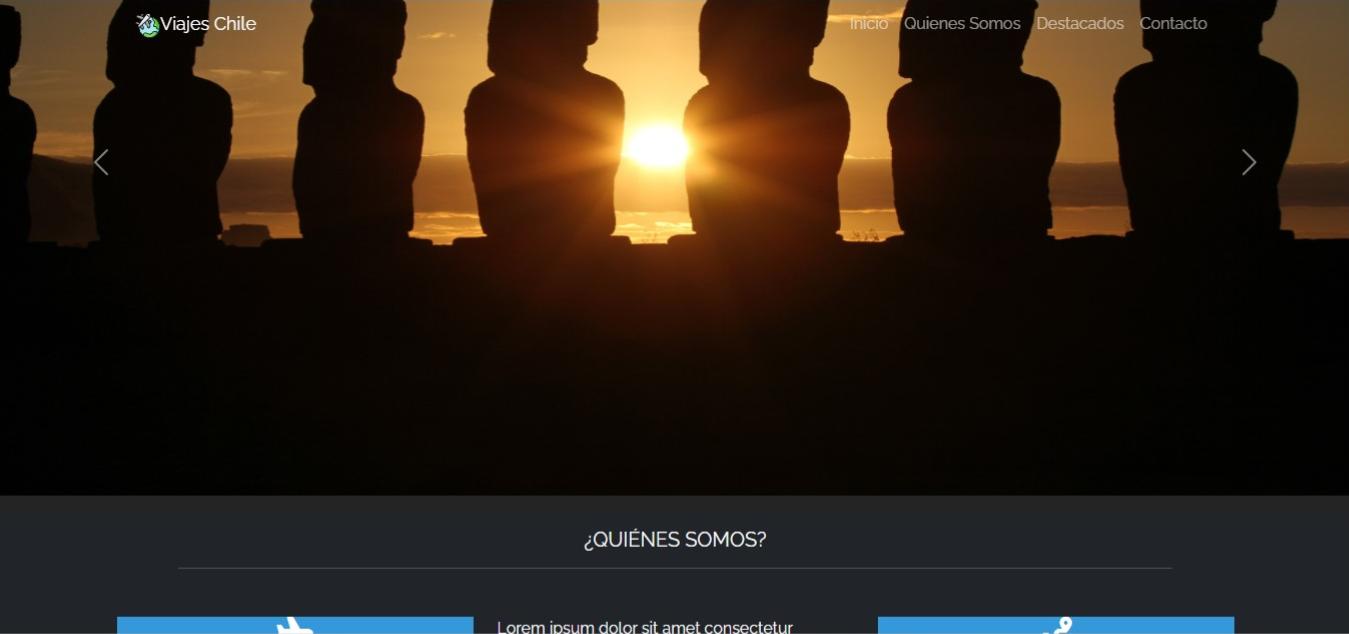 Viajes Chile
Inicio Quienes Somos Destacados Contacto
¿QUIÉNES SOMOS?
Lorem ipsum dolor sit amet consectetur